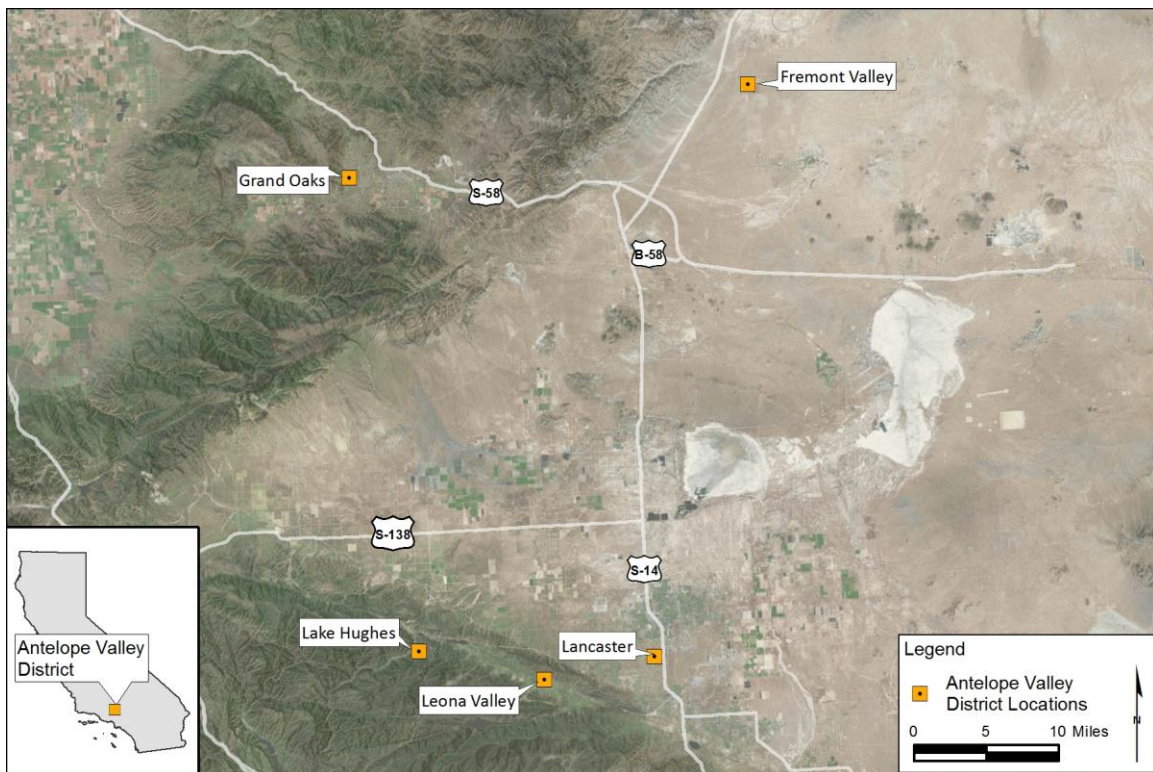 Fremont Valley
Grand Oaks
S-58
B-58
S-138
S-14
Lake Hughes
Lancaster
Leona Valley
Antelope Valley
District
Legend
Antelope Valley
District Locations
0 5 10 Miles
N